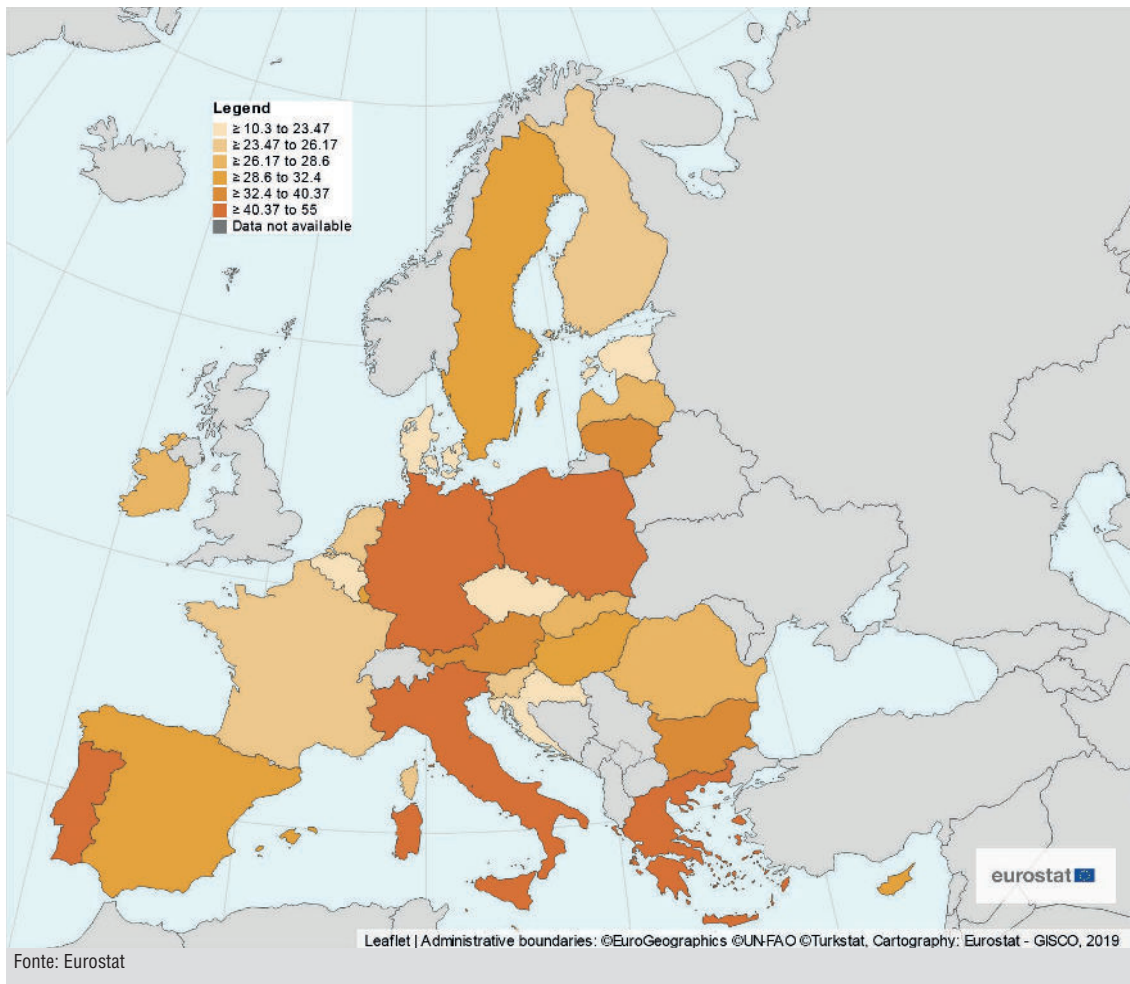 Legend
≥ 10.3 to 23.47
≥ 23.47 to 26.17
≥ 26.17 to 28.6
≥ 28.6 to 32.4
≥ 32.4 to 40.37
≥ 40.37 to 55
Data not available
eurostat
Leaflet | Administrative boundaries: ©EuroGeographics ©UN-FAO ©Turkstat, Cartography: Eurostat - GISCO, 2019
Fonte: Eurostat